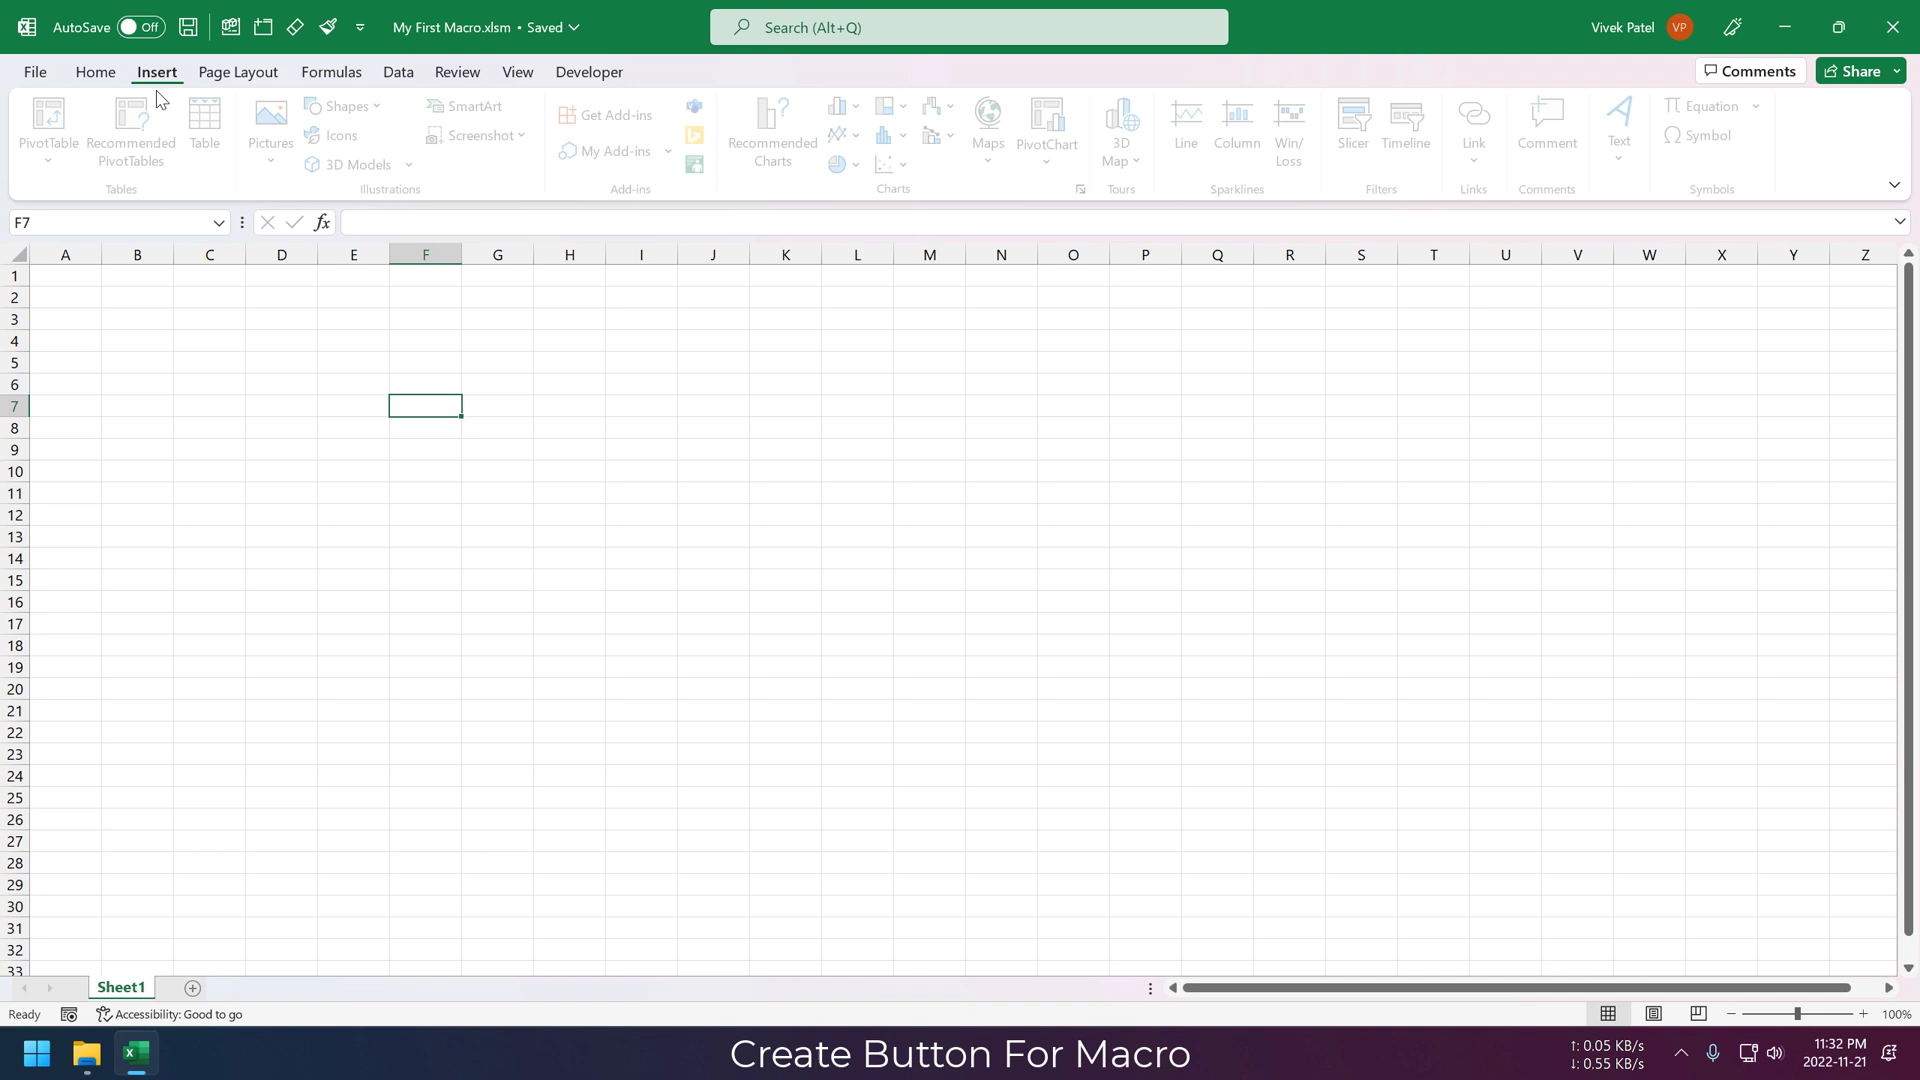 AutoSave Off My First Macro.xlsm • Saved Search (Alt+Q) Vivek Patel VP
File Home Insert Page Layout Formulas Data Review View Developer Comments Share
PivotTable
Recommended PivotTables
Table
Tables
Pictures
Shapes
Icons
3D Models
SmartArt
Screenshot
Illustrations
Get Add-ins
My Add-ins
Add-ins
Recommended Charts
Maps
PivotChart
Charts
3D Map
Tours
Line
Column
Win/Loss
Sparklines
Slicer
Timeline
Filters
Link
Links
Comment
Comments
Text
Equation
Symbol
Symbols
F7 fx
A B C D E F G H I J K L M N O P Q R S T U V W X Y Z
1
2
3
4
5
6
7
8
9
10
11
12
13
14
15
16
17
18
19
20
21
22
23
24
25
26
27
28
29
30
31
32
33
Sheet1
Ready Accessibility: Good to go 100%
Create Button For Macro
↑: 0.05 KB/s
↓: 0.55 KB/s
11:32 PM
2022-11-21